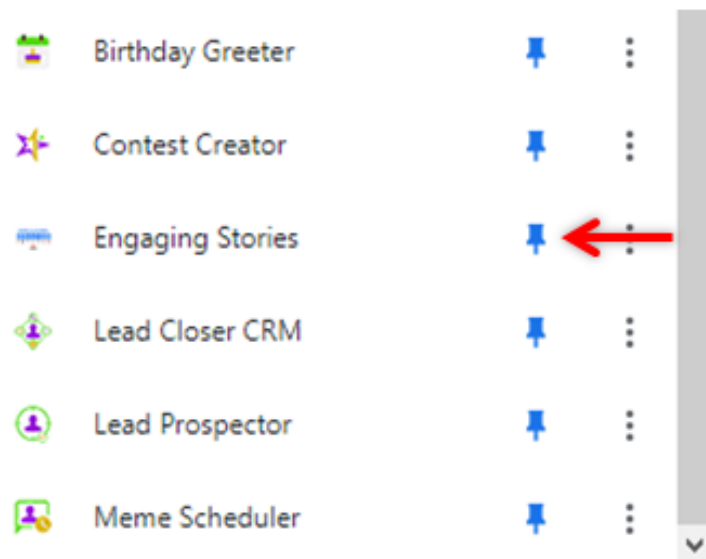 Birthday Greeter
Contest Creator
Engaging Stories
Lead Closer CRM
Lead Prospector
Meme Scheduler